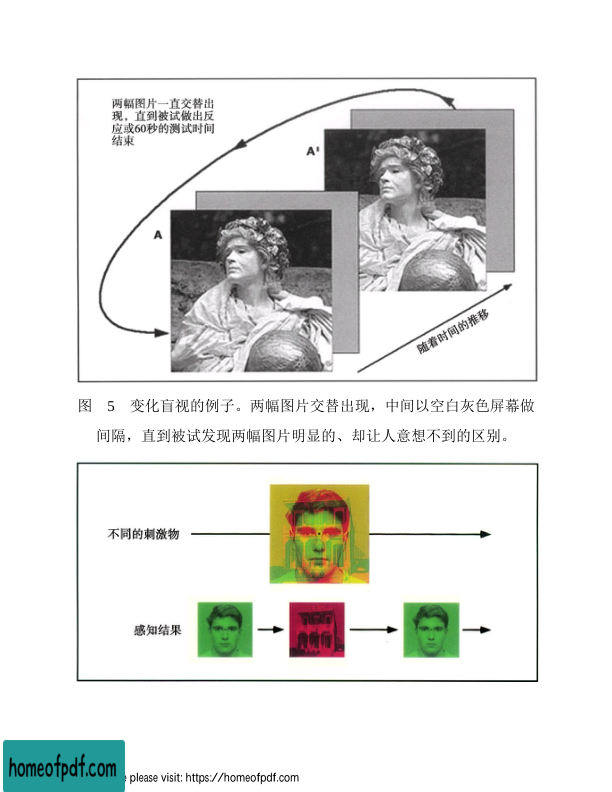 两幅图片一直交替出
现，直到被试做出反
应或60秒的测试时间
结束
A'
A
随着时间的推移
图 5 变化盲视的例子。两幅图片交替出现，中间以空白灰色屏幕做
间隔，直到被试发现两幅图片明显的、却让人意想不到的区别。
不同的刺激物
感知结果
homeofpdf.com
e please visit: https://homeofpdf.com